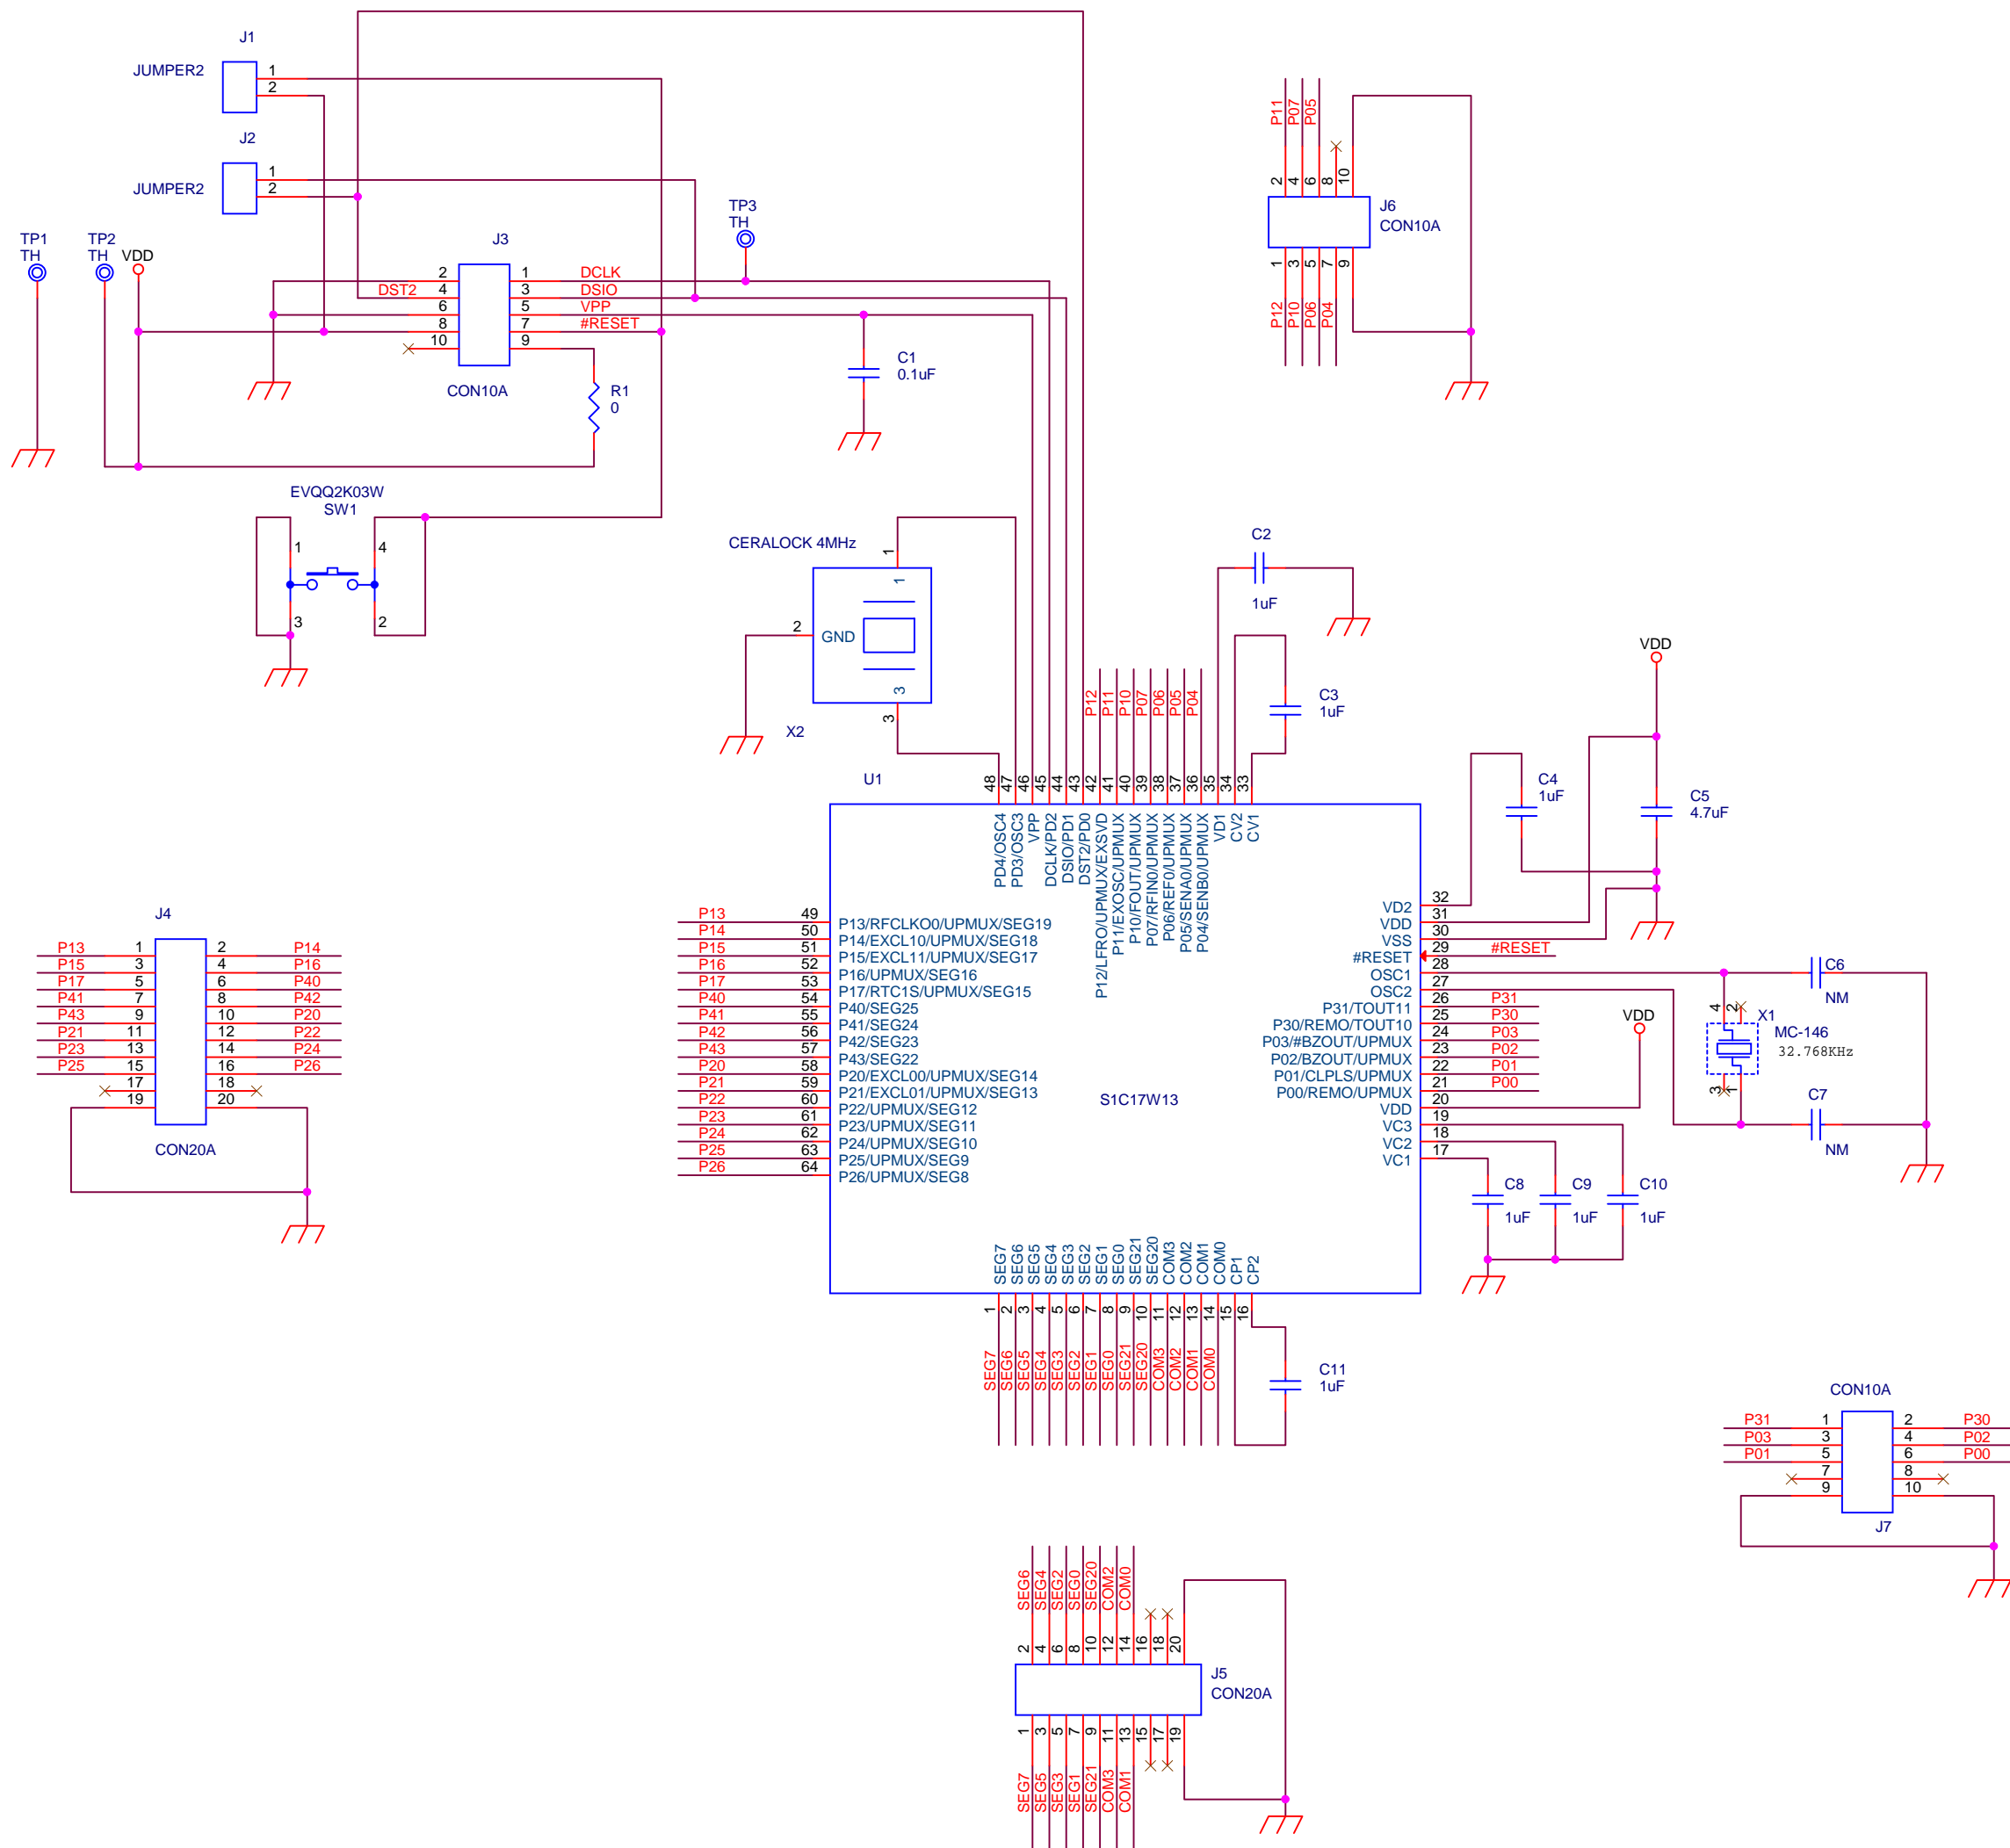 J1
JUMPER2
1
2
J2
JUMPER2
1
2
TP1
TH
TP2
TH
VDD
TP3
TH
J3
2
4
6
8
10
1
3
5
7
9
DST2
DCLK
DSIO
VPP
#RESET
CON10A
R1
0
C1
0.1uF
P11
P07
P05
2
4
6
8
10
J6
CON10A
1
3
5
7
9
P12
P10
P06
P04
EVQQ2K03W
SW1
1
4
3
2
CERALOCK 4MHz
1
1
2
GND
3
3
X2
C2
1uF
C3
1uF
P12
P11
P10
P07
P06
P05
P04
VDD
C4
1uF
C5
4.7uF
U1
48
47
46
45
44
43
42
41
40
39
38
37
36
35
34
33
PD4/OSC4
PD3/OSC3
VPP
DCLK/PD2
DSIO/PD1
DST2/PD0
P12/LFRO/UPMUX/EXSVD
P11/EXOSC/UPMUX
P10/FOUT/UPMUX
P07/RFIN0/UPMUX
P06/REF0/UPMUX
P05/SENA0/UPMUX
P04/SENB0/UPMUX
VD1
CV2
CV1
P13 49 P13/RFCLKO0/UPMUX/SEG19
P14 50 P14/EXCL10/UPMUX/SEG18
P15 51 P15/EXCL11/UPMUX/SEG17
P16 52 P16/UPMUX/SEG16
P17 53 P17/RTC1S/UPMUX/SEG15
P40 54 P40/SEG25
P41 55 P41/SEG24
P42 56 P42/SEG23
P43 57 P43/SEG22
P20 58 P20/EXCL00/UPMUX/SEG14
P21 59 P21/EXCL01/UPMUX/SEG13
P22 60 P22/UPMUX/SEG12
P23 61 P23/UPMUX/SEG11
P24 62 P24/UPMUX/SEG10
P25 63 P25/UPMUX/SEG9
P26 64 P26/UPMUX/SEG8
S1C17W13
VD2 32
VDD 31
VSS 30
#RESET 29 #RESET
OSC1 28
OSC2 27
P31/TOUT11 26 P31
P30/REMO/TOUT10 25 P30
P03/#BZOUT/UPMUX 24 P03
P02/BZOUT/UPMUX 23 P02
P01/CLPLS/UPMUX 22 P01
P00/REMO/UPMUX 21 P00
VDD 20
VC3 19
VC2 18
VC1 17
VDD
C6
NM
4
2
X1
MC-146
32.768KHz
3
1
C7
NM
C8
1uF
C9
1uF
C10
1uF
J4
P13 1 2 P14
P15 3 4 P16
P17 5 6 P40
P41 7 8 P42
P43 9 10 P20
P21 11 12 P22
P23 13 14 P24
P25 15 16 P26
17 18
19 20
CON20A
SEG7
SEG6
SEG5
SEG4
SEG3
SEG2
SEG1
SEG0
SEG21
SEG20
COM3
COM2
COM1
COM0
CP1
CP2
1
2
3
4
5
6
7
8
9
10
11
12
13
14
15
16
SEG7
SEG6
SEG5
SEG4
SEG3
SEG2
SEG1
SEG0
SEG21
SEG20
COM3
COM2
COM1
COM0
C11
1uF
CON10A
P31 1 2 P30
P03 3 4 P02
P01 5 6 P00
7 8
9 10
J7
SEG6
SEG4
SEG2
SEG0
SEG20
COM2
COM0
2
4
6
8
10
12
14
16
18
20
J5
CON20A
1
3
5
7
9
11
13
15
17
19
SEG7
SEG5
SEG3
SEG1
SEG21
COM3
COM1